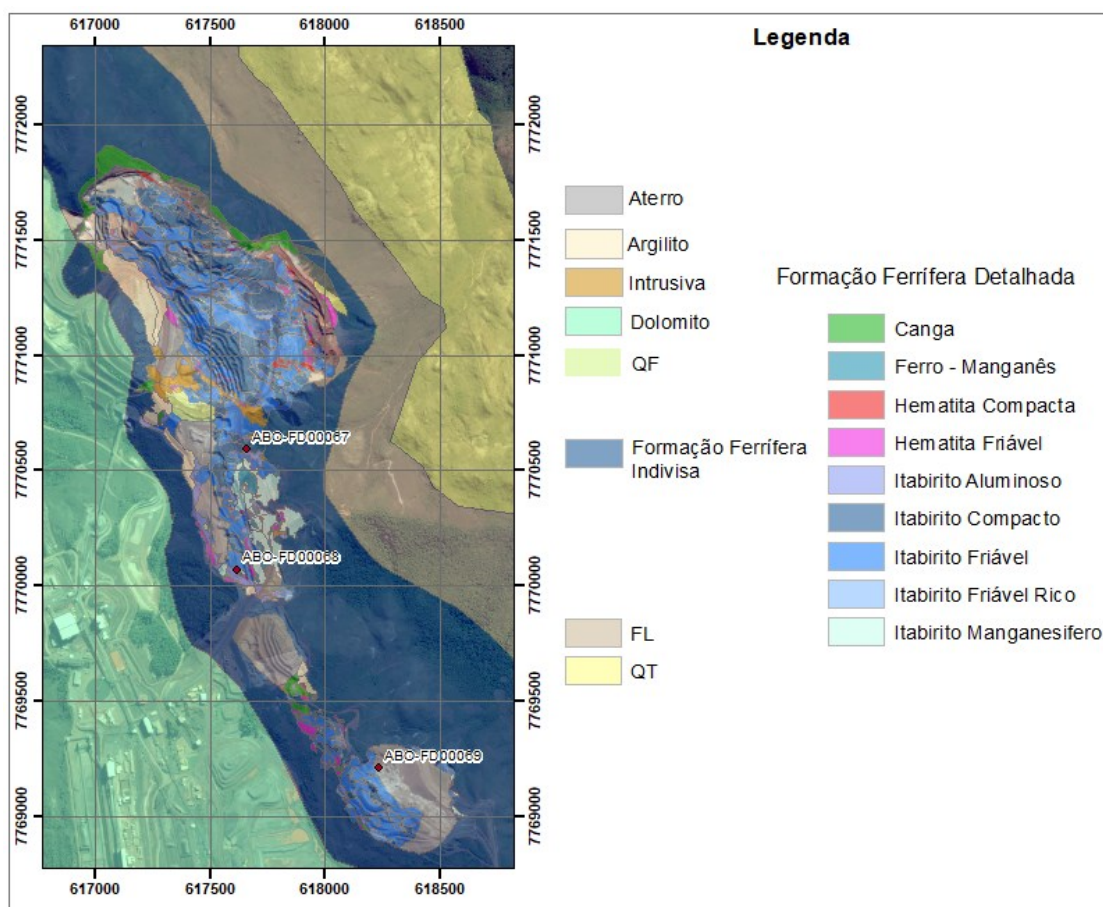 617000 617500 618000 618500
Legenda
7772000 7772000
7771500 7771500
7771000 7771000
7770500 7770500
7770000 7770000
7769500 7769500
7769000 7769000
ABO-FD00067
ABO-FD00068
ABO-FD00069
617000 617500 618000 618500
Aterro
Argilito
Intrusiva
Dolomito
QF
Formação Ferrífera
Indivisa
FL
QT
Formação Ferrífera Detalhada
Canga
Ferro - Manganês
Hematita Compacta
Hematita Friável
Itabirito Aluminoso
Itabirito Compacto
Itabirito Friável
Itabirito Friável Rico
Itabirito Manganesifero